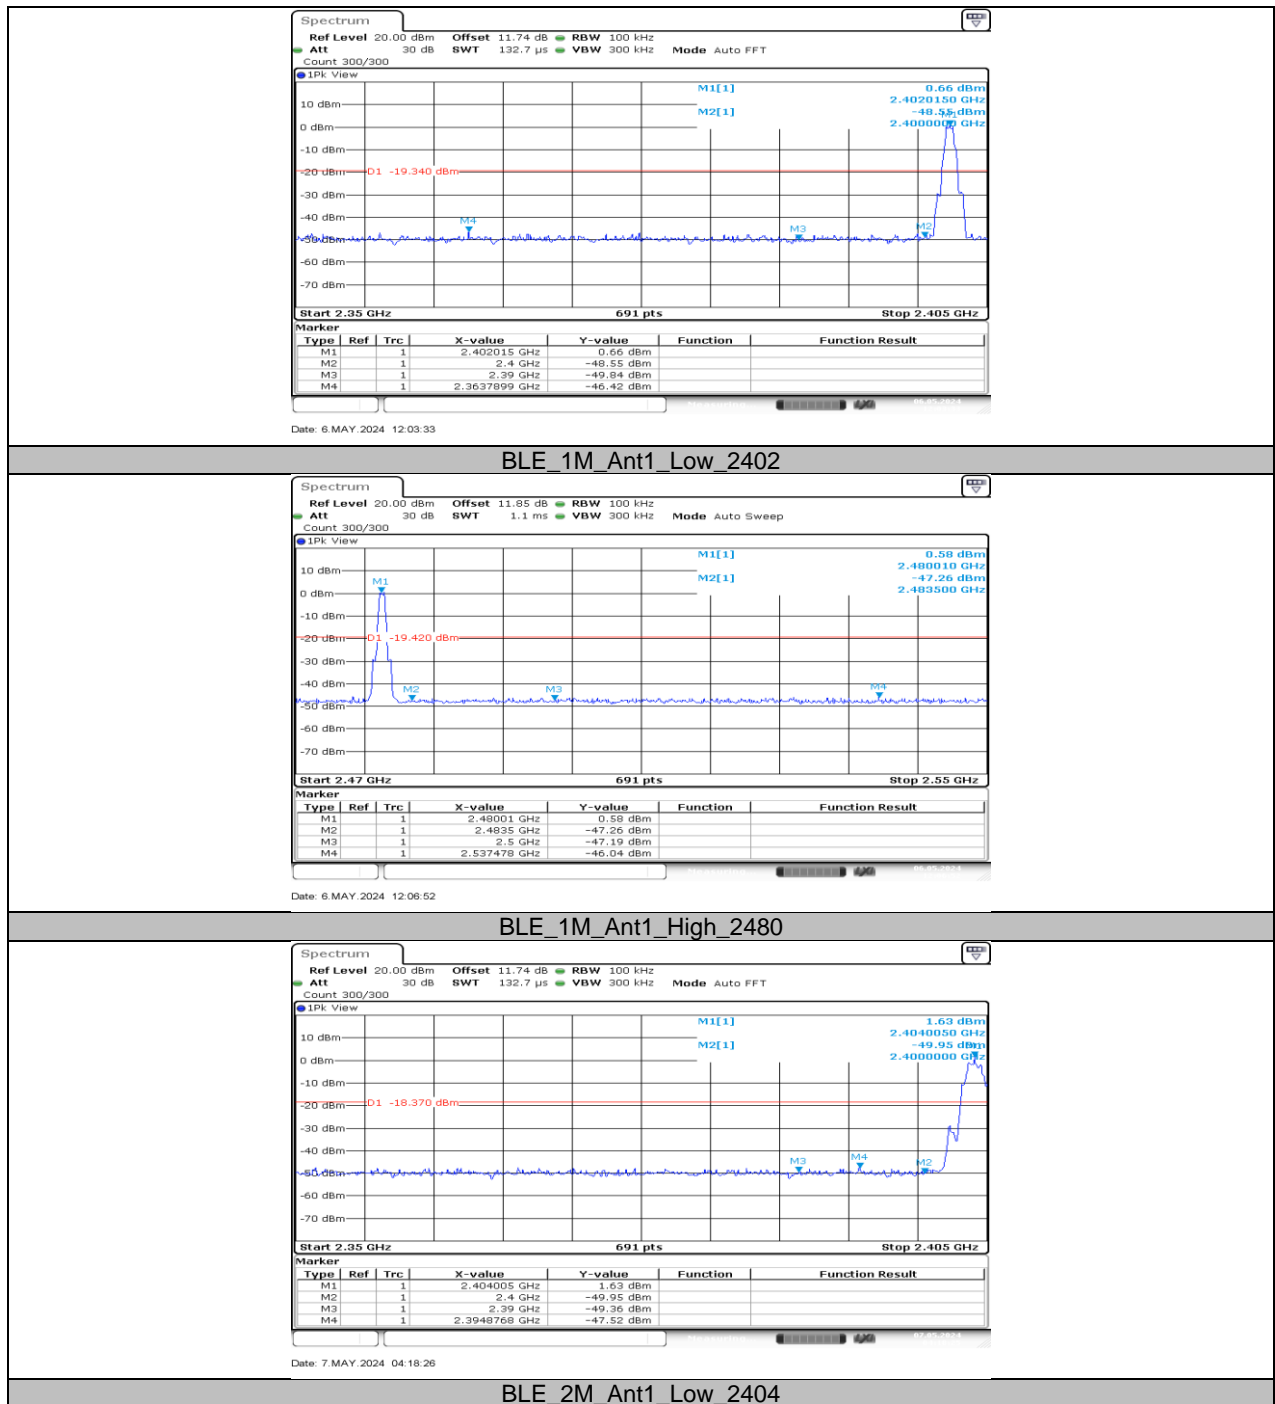 Spectrum
Ref Level 20.00 dBm Offset 11.74 dB RBW 100 kHz
Att 30 dB SWT 132.7 µs VBW 300 kHz Mode Auto FFT
Count 300/300
1Pk View
M1[1] 0.66 dBm
2.4020150 GHz
10 dBm
M2[1] -48.55 dBm
2.4000000 GHz
M1
0 dBm
-10 dBm
-20 dBm D1 -19.340 dBm
-30 dBm
-40 dBm
M4 M3 M2
-50 dBm
-60 dBm
-70 dBm
Start 2.35 GHz 691 pts Stop 2.405 GHz
Marker
Type Ref Trc X-value Y-value Function Function Result
M1 1 2.402015 GHz 0.66 dBm
M2 1 2.4 GHz -48.55 dBm
M3 1 2.39 GHz -49.84 dBm
M4 1 2.3637899 GHz -46.42 dBm
Date: 6.MAY.2024 12:03:33
BLE_1M_Ant1_Low_2402
Spectrum
Ref Level 20.00 dBm Offset 11.85 dB RBW 100 kHz
Att 30 dB SWT 1.1 ms VBW 300 kHz Mode Auto Sweep
Count 300/300
1Pk View
M1[1] 0.58 dBm
2.480010 GHz
10 dBm
M1 M2[1] -47.26 dBm
2.483500 GHz
0 dBm
-10 dBm
-20 dBm D1 -19.420 dBm
-30 dBm
-40 dBm
M2 M3 M4
-50 dBm
-60 dBm
-70 dBm
Start 2.47 GHz 691 pts Stop 2.55 GHz
Marker
Type Ref Trc X-value Y-value Function Function Result
M1 1 2.48001 GHz 0.58 dBm
M2 1 2.4835 GHz -47.26 dBm
M3 1 2.5 GHz -47.19 dBm
M4 1 2.537478 GHz -46.04 dBm
Date: 6.MAY.2024 12:06:52
BLE_1M_Ant1_High_2480
Spectrum
Ref Level 20.00 dBm Offset 11.74 dB RBW 100 kHz
Att 30 dB SWT 132.7 µs VBW 300 kHz Mode Auto FFT
Count 300/300
1Pk View
M1[1] 1.63 dBm
2.4040050 GHz
10 dBm
M2[1] -49.95 dBm
2.4000000 GHz
0 dBm
-10 dBm
-20 dBm D1 -18.370 dBm
-30 dBm
-40 dBm
M3 M4 M2
-50 dBm
-60 dBm
-70 dBm
Start 2.35 GHz 691 pts Stop 2.405 GHz
Marker
Type Ref Trc X-value Y-value Function Function Result
M1 1 2.404005 GHz 1.63 dBm
M2 1 2.4 GHz -49.95 dBm
M3 1 2.39 GHz -49.36 dBm
M4 1 2.3948768 GHz -47.52 dBm
Date: 7.MAY.2024 04:18:26
BLE_2M_Ant1_Low_2404